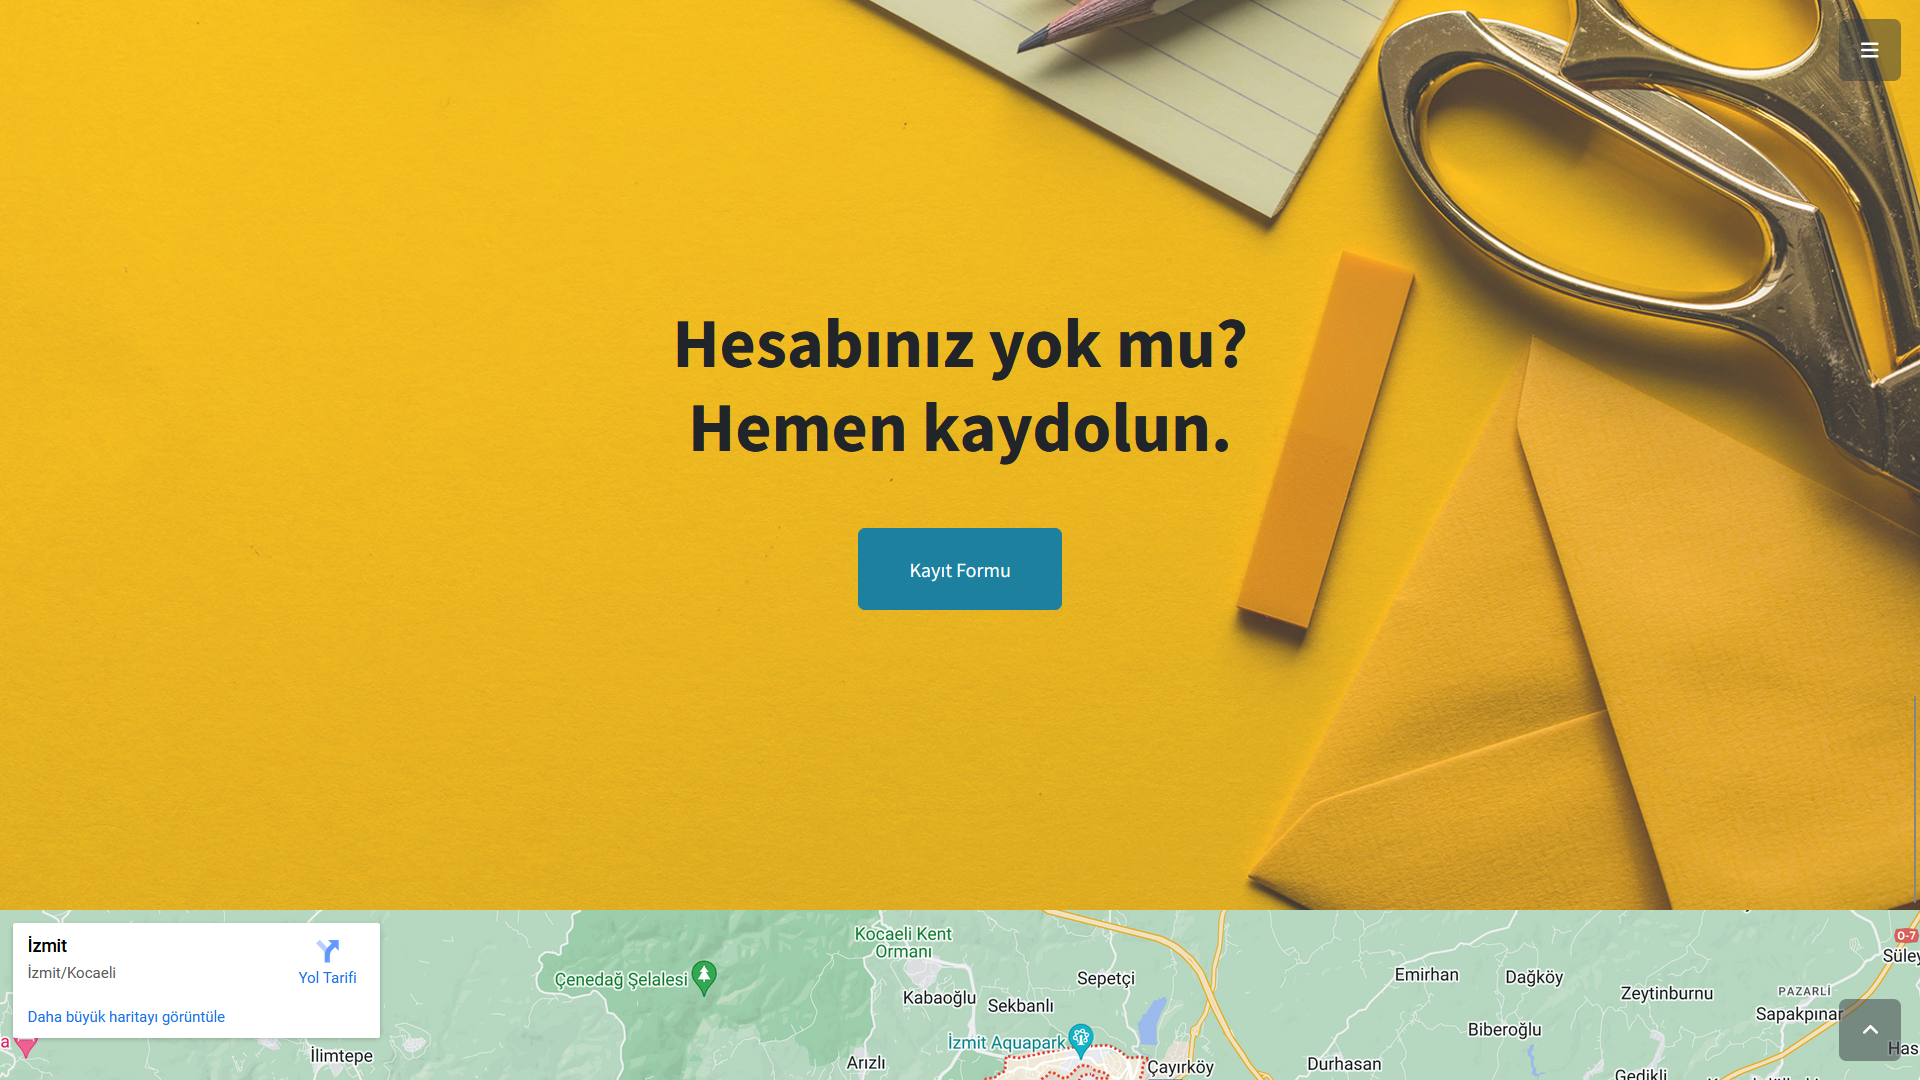 Hesabınız yok mu?
Hemen kaydolun.
Kayıt Formu
İzmit
İzmit/Kocaeli
Yol Tarifi
Daha büyük haritayı görüntüle
Kocaeli Kent
Ormanı
Çenedağ Şelalesi
Kabaoğlu
Sekbanlı
Sepetçi
Emirhan
Dağköy
Zeytinburnu
PAZARLI
Sapakpınar
O-7
Biberoğlu
İzmit Aquapark
İlimtepe
Arızlı
Çayırköy
Durhasan
Gedikli